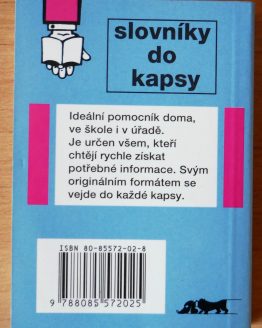 slovníky
do
kapsy
Ideální pomocník doma,
ve škole i v úřadě.
Je určen všem, kteří
chtějí rychle získat
potřebné informace. Svým
originálním formátem se
vejde do každé kapsy.
ISBN 80-85572-02-8
9 788085 572025